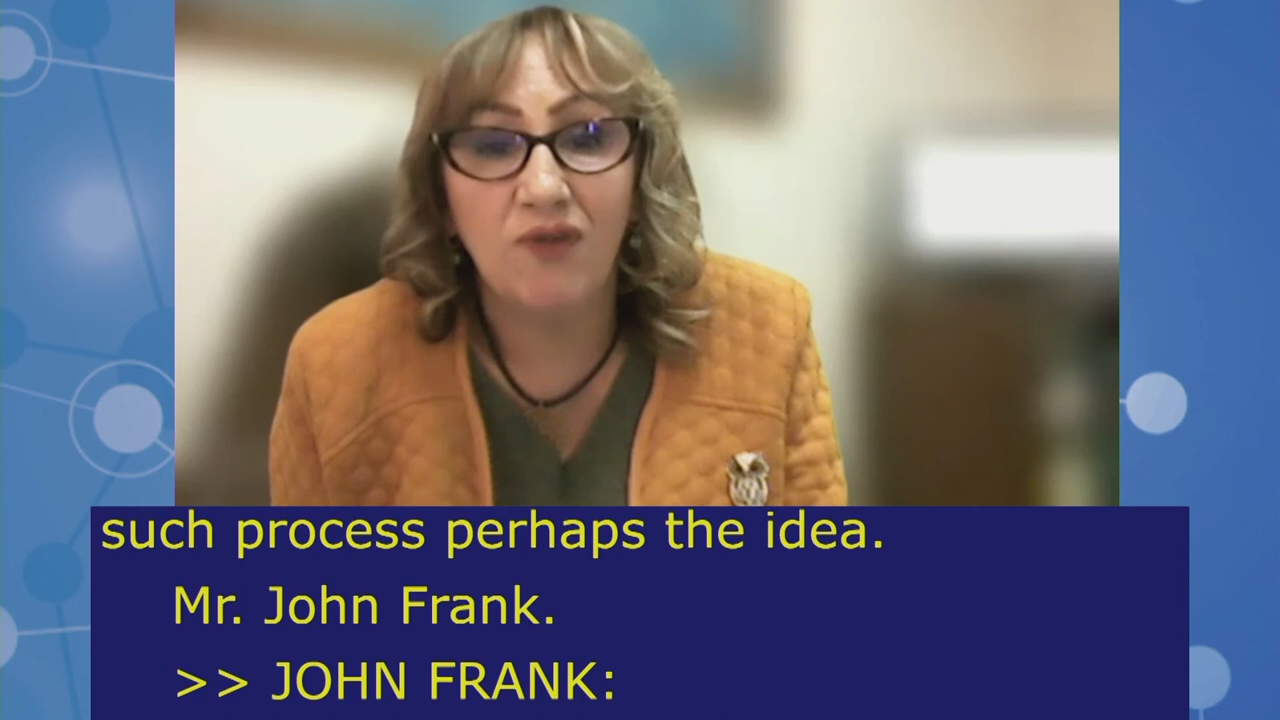 such process perhaps the idea.
Mr. John Frank.
>> JOHN FRANK: